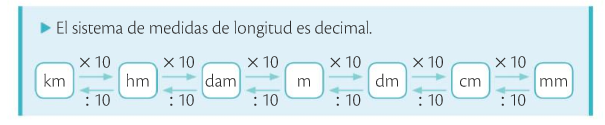 ▶ El sistema de medidas de longitud es decimal.
× 10 × 10 × 10 × 10 × 10 × 10
km hm dam m dm cm mm
: 10 : 10 : 10 : 10 : 10 : 10